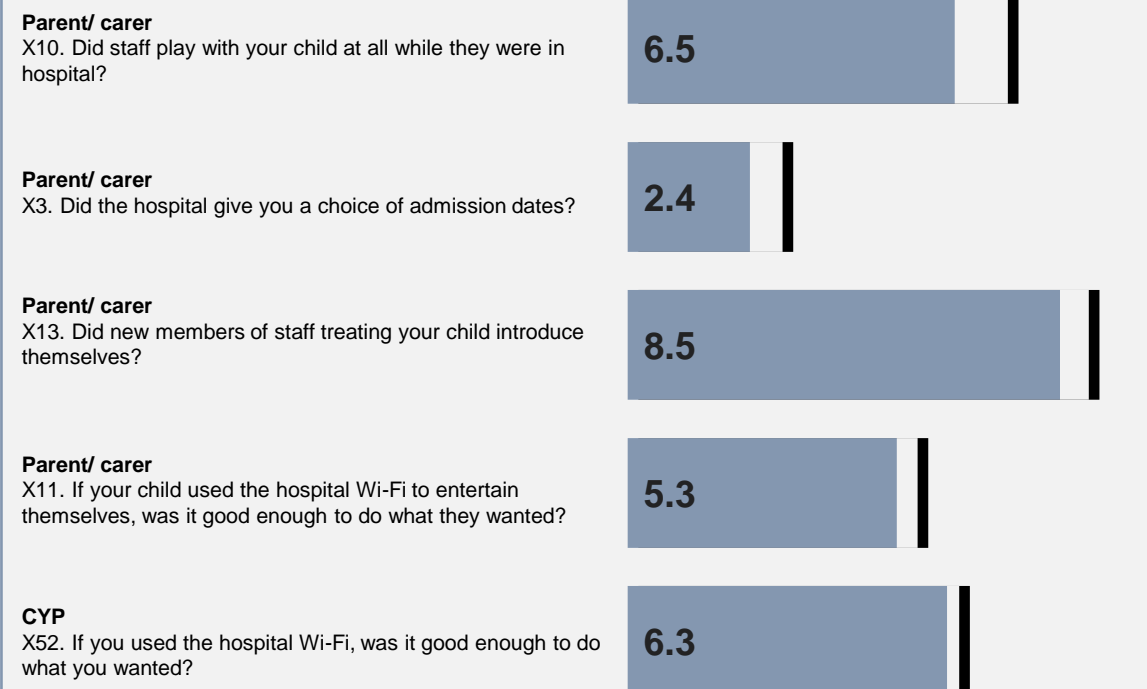 Parent/ carer
X10. Did staff play with your child at all while they were in
hospital?
6.5
Parent/ carer
X3. Did the hospital give you a choice of admission dates?
2.4
Parent/ carer
X13. Did new members of staff treating your child introduce
themselves?
8.5
Parent/ carer
X11. If your child used the hospital Wi-Fi to entertain
themselves, was it good enough to do what they wanted?
5.3
CYP
X52. If you used the hospital Wi-Fi, was it good enough to do
what you wanted?
6.3